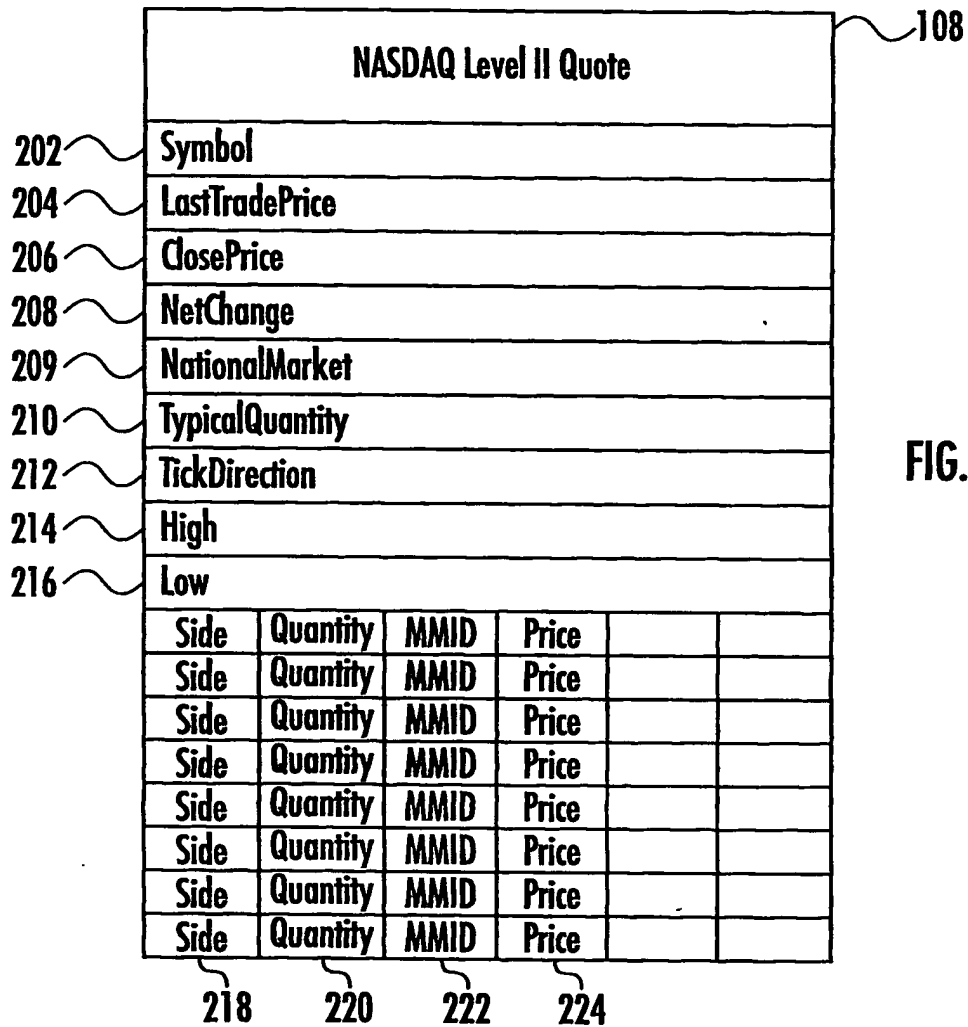 108
NASDAQ Level II Quote
202 Symbol
204 LastTradePrice
206 ClosePrice
208 NetChange
209 NationalMarket
210 TypicalQuantity
212 TickDirection
FIG.
214 High
216 Low
Side Quantity MMID Price
Side Quantity MMID Price
Side Quantity MMID Price
Side Quantity MMID Price
Side Quantity MMID Price
Side Quantity MMID Price
Side Quantity MMID Price
Side Quantity MMID Price
218 220 222 224